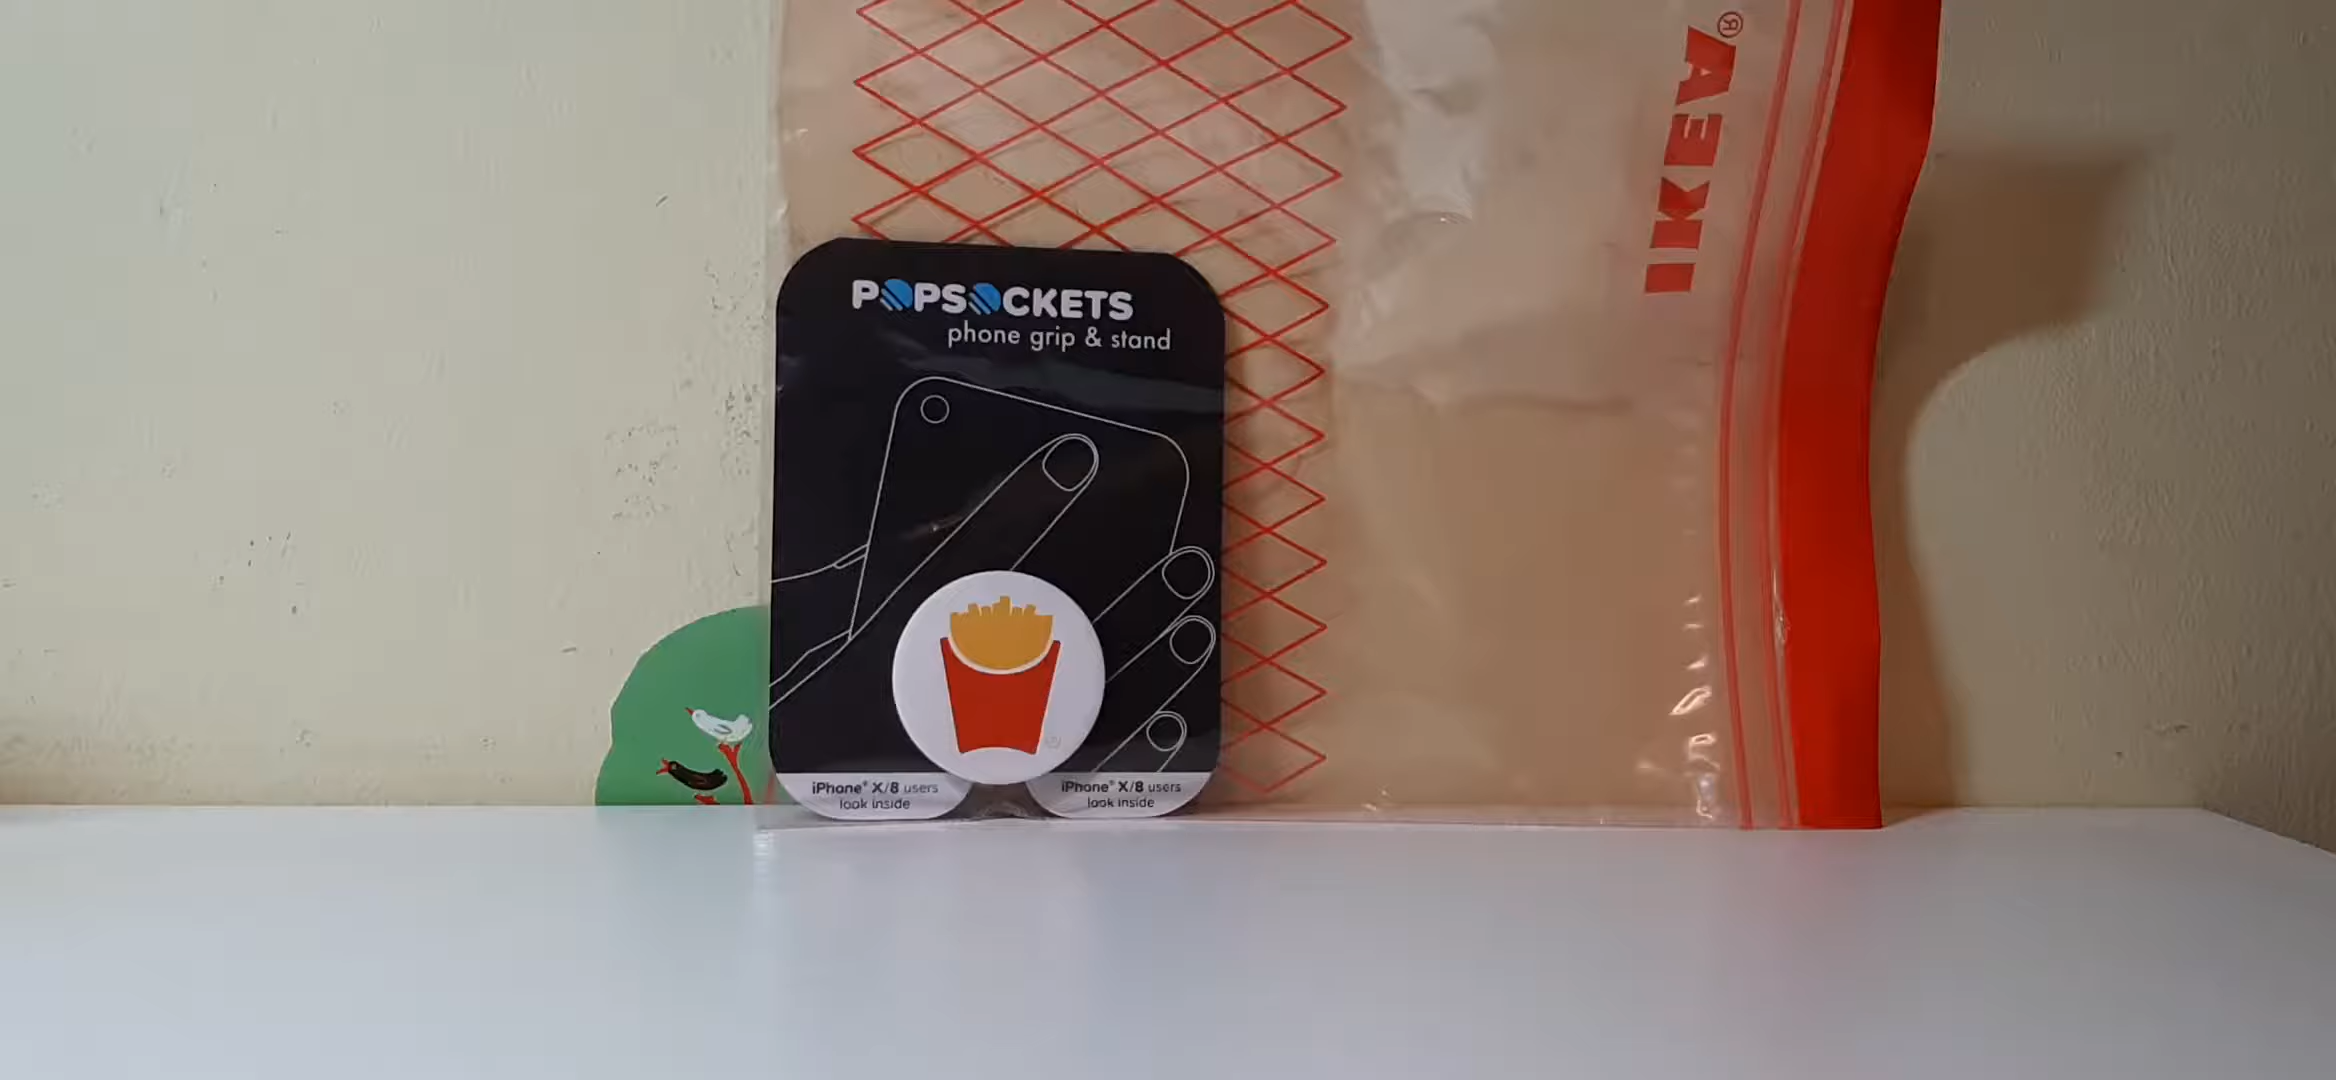 POPSOCKETS
phone grip & stand
iPhone® X/8 users
look inside
iPhone® X/8 users
look inside
IKEA®